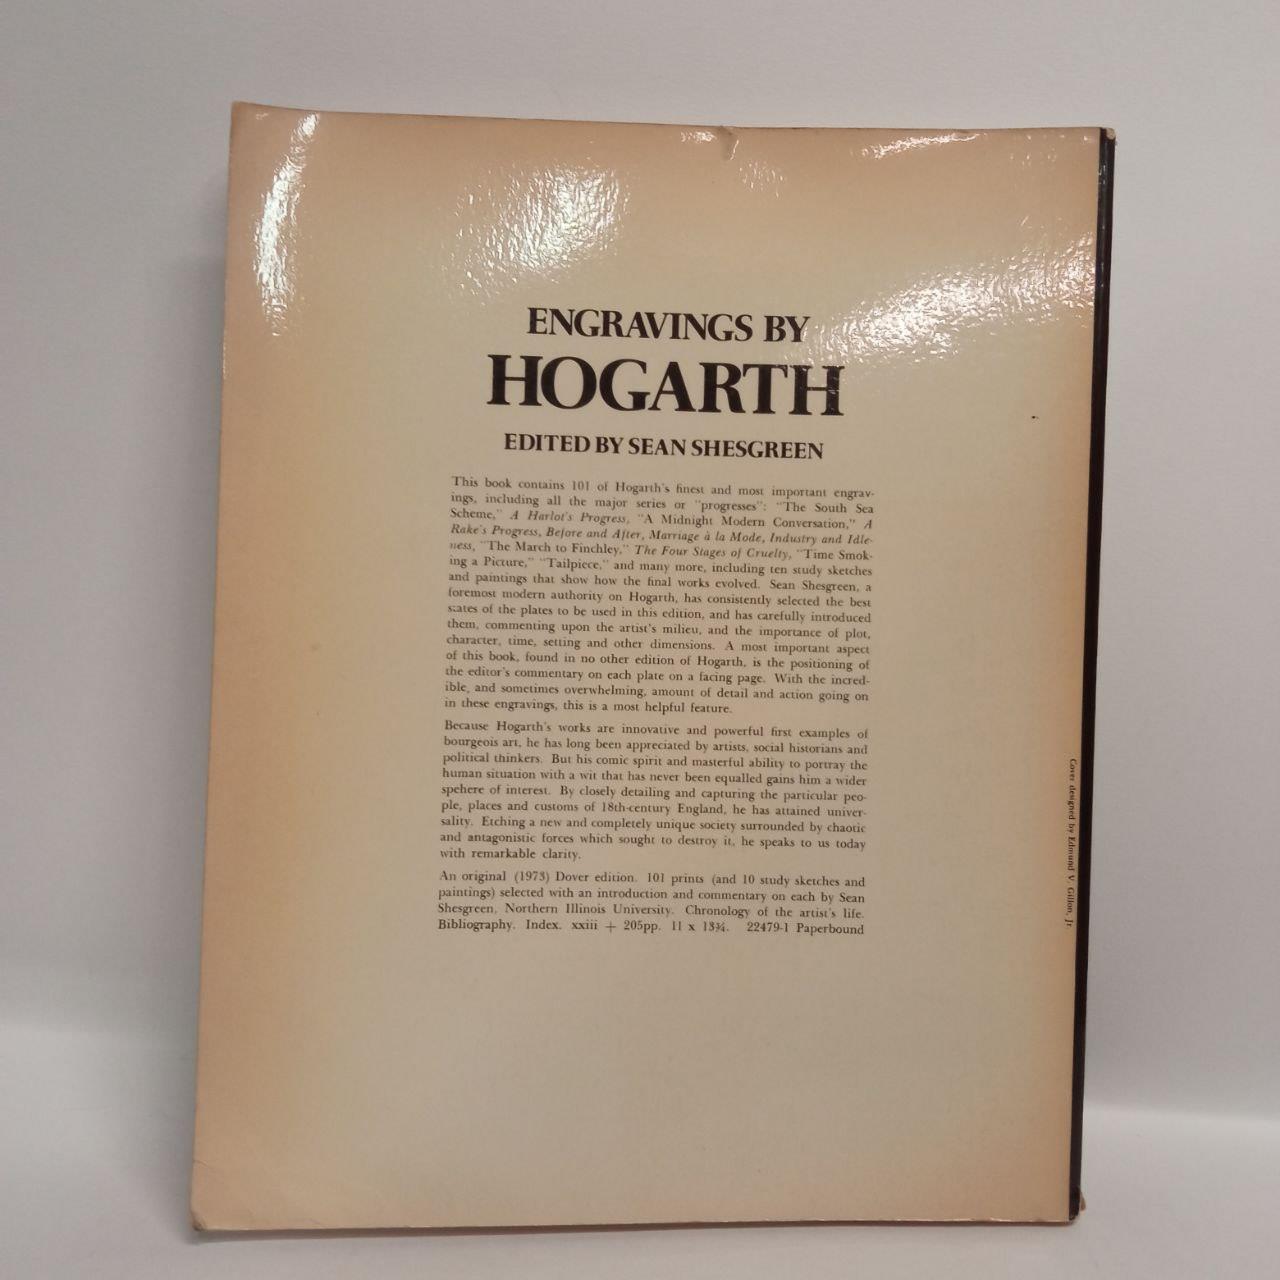 ENGRAVINGS BY
HOGARTH
EDITED BY SEAN SHESGREEN
This book contains 101 of Hogarth's finest and most important engrav-
ings, including all the major series or "progresses": "The South Sea
Scheme," A Harlot's Progress, "A Midnight Modern Conversation," A
Rake's Progress, Before and After, Marriage à la Mode, Industry and Idle-
ness, "The March to Finchley," The Four Stages of Cruelty, "Time Smok-
ing a Picture," "Tailpiece," and many more, including ten study sketches
and paintings that show how the final works evolved. Sean Shesgreen, a
foremost modern authority on Hogarth, has consistently selected the best
states of the plates to be used in this edition, and has carefully introduced
them, commenting upon the artist's milieu, and the importance of plot,
character, time, setting and other dimensions. A most important aspect
of this book, found in no other edition of Hogarth, is the positioning of
the editor's commentary on each plate on a facing page. With the incred-
ible, and sometimes overwhelming, amount of detail and action going on
in these engravings, this is a most helpful feature.
Because Hogarth's works are innovative and powerful first examples of
bourgeois art, he has long been appreciated by artists, social historians and
political thinkers. But his comic spirit and masterful ability to portray the
human situation with a wit that has never been equalled gains him a wider
spehere of interest. By closely detailing and capturing the particular peo-
ple, places and customs of 18th-century England, he has attained univer-
sality. Etching a new and completely unique society surrounded by chaotic
and antagonistic forces which sought to destroy it, he speaks to us today
with remarkable clarity.
An original (1973) Dover edition. 101 prints (and 10 study sketches and
paintings) selected with an introduction and commentary on each by Sean
Shesgreen, Northern Illinois University. Chronology of the artist's life.
Bibliography. Index. xxiii + 205pp. 11 x 13¾. 22479-1 Paperbound
Cover designed by Edmund V. Gillon, Jr.